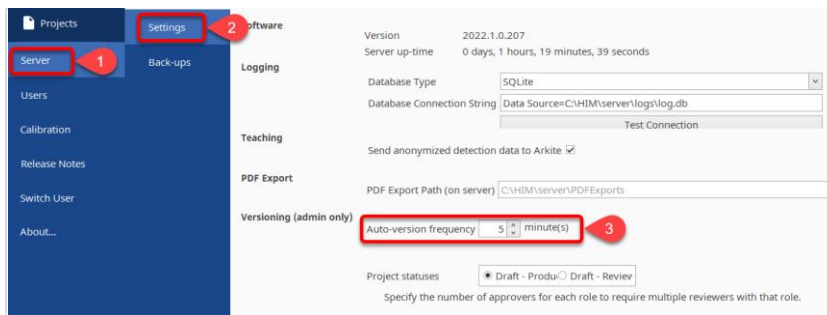 Projects
Server
Users
Calibration
Release Notes
Switch User
About...
1
Settings
2
Back-ups
oftware
Version 2022.1.0.207
Server up-time 0 days, 1 hours, 19 minutes, 39 seconds
Logging
Database Type SQLite
Database Connection String Data Source=C:\HIM\server\logs\log.db
Test Connection
Teaching
Send anonymized detection data to Arkite
PDF Export
PDF Export Path (on server) C:\HIM\server\PDFExports
Versioning (admin only)
Auto-version frequency 5 minute(s)
3
Project statuses Draft - Produ Draft - Review
Specify the number of approvers for each role to require multiple reviewers with that role.